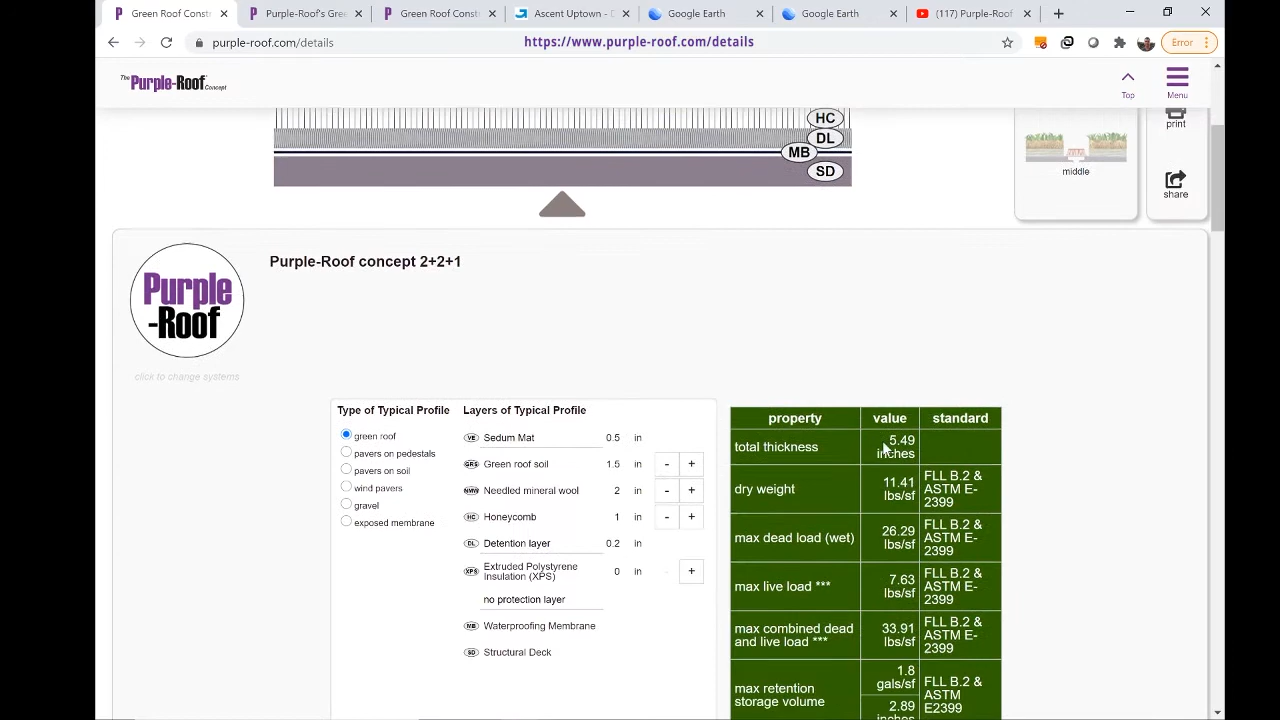 Green Roof Const
Purple-Roof's Gre
Green Roof Const
Ascent Uptown - D
Google Earth
Google Earth
(117) Purple-Roof
purple-roof.com/details
https://www.purple-roof.com/details
Error
The Purple-Roof Concept
Top
Menu
HC
DL
MB
SD
middle
print
share
Purple-Roof concept 2+2+1
Purple
-Roof
click to change systems
Type of Typical Profile
green roof
pavers on pedestals
pavers on soil
wind pavers
gravel
exposed membrane
Layers of Typical Profile
VE Sedum Mat 0.5 in
GRS Green roof soil 1.5 in - +
NMW Needled mineral wool 2 in - +
HC Honeycomb 1 in - +
DL Detention layer 0.2 in
XPS Extruded Polystyrene
Insulation (XPS) 0 in - +
no protection layer
MB Waterproofing Membrane
SD Structural Deck
property value standard
total thickness 5.49
inches
dry weight 11.41
lbs/sf FLL B.2 &
ASTM E-
2399
max dead load (wet) 26.29
lbs/sf FLL B.2 &
ASTM E-
2399
max live load *** 7.63
lbs/sf FLL B.2 &
ASTM E-
2399
max combined dead
and live load *** 33.91
lbs/sf FLL B.2 &
ASTM E-
2399
max retention
storage volume 1.8
gals/sf
2.89
inches FLL B.2 &
ASTM
E2399